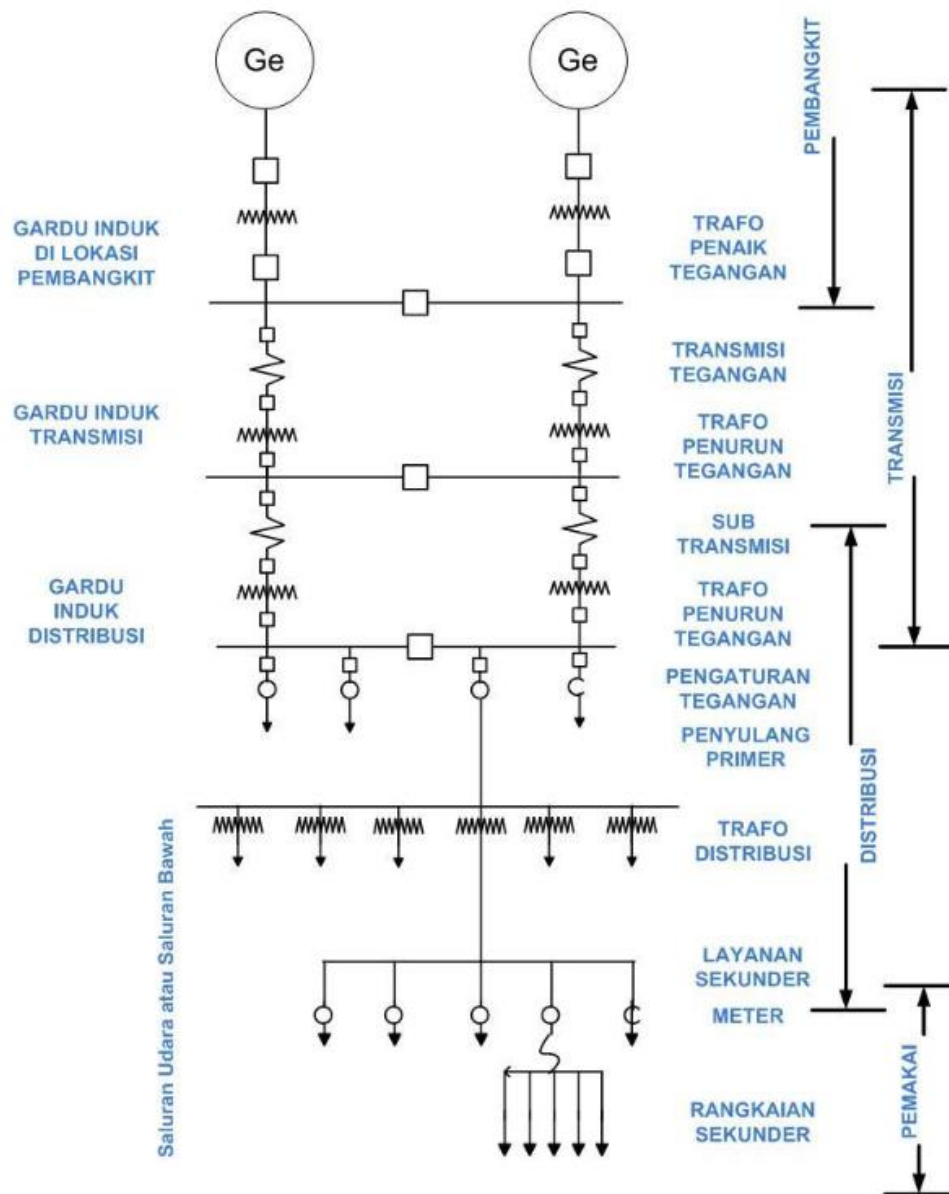 Ge
Ge
PEMBANGKIT
GARDU INDUK
DI LOKASI
PEMBANGKIT
TRAFO
PENAIK
TEGANGAN
TRANSMISI
TEGANGAN
GARDU INDUK
TRANSMISI
TRAFO
PENURUN
TEGANGAN
TRANSMISI
SUB
TRANSMISI
GARDU
INDUK
DISTRIBUSI
TRAFO
PENURUN
TEGANGAN
PENGATURAN
TEGANGAN
PENYULANG
PRIMER
DISTRIBUSI
TRAFO
DISTRIBUSI
Saluran Udara atau Saluran Bawah
LAYANAN
SEKUNDER
METER
PEMAKAI
RANGKAIAN
SEKUNDER